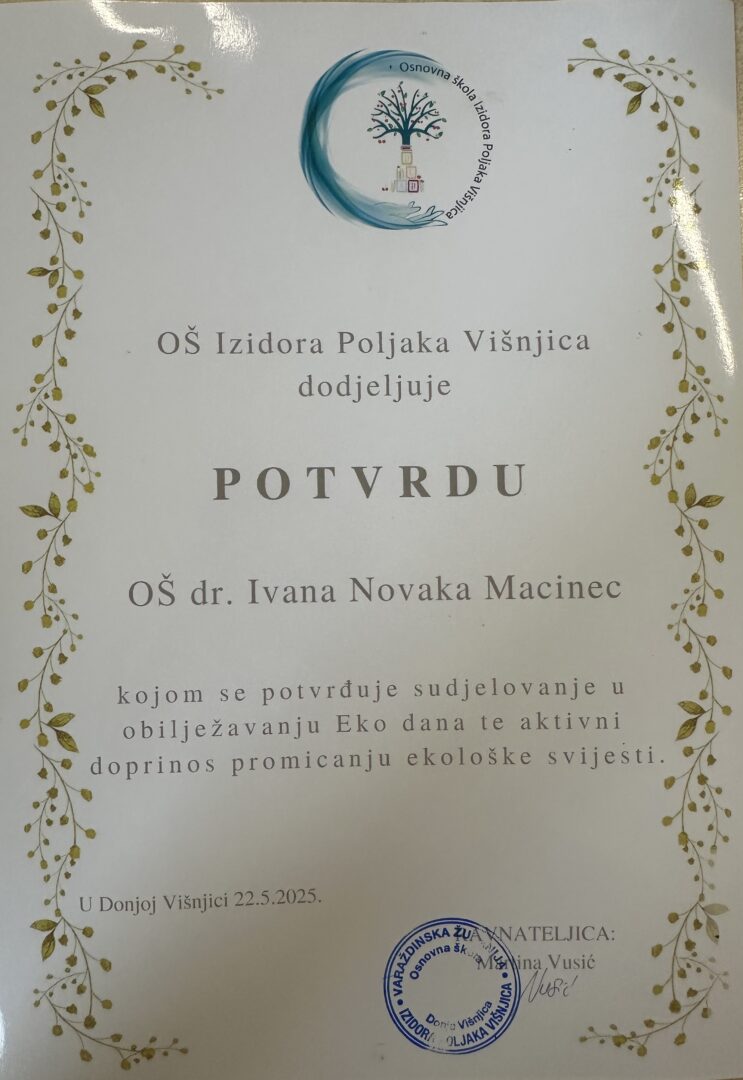 Osnovna škola Izidora Poljaka Višnjica
OŠ Izidora Poljaka Višnjica
dodjeljuje
POTVRDU
OŠ dr. Ivana Novaka Macinec
kojom se potvrđuje sudjelovanje u
obilježavanju Eko dana te aktivni
doprinos promicanju ekološke svijesti.
U Donjoj Višnjici 22.5.2025.
RAVNATELJICA:
Martina Vusić
Vusić
VARAŽDINSKA ŽUPANIJA
Osnovna škola
IZIDORA POLJAKA VIŠNJICA
Donja Višnjica